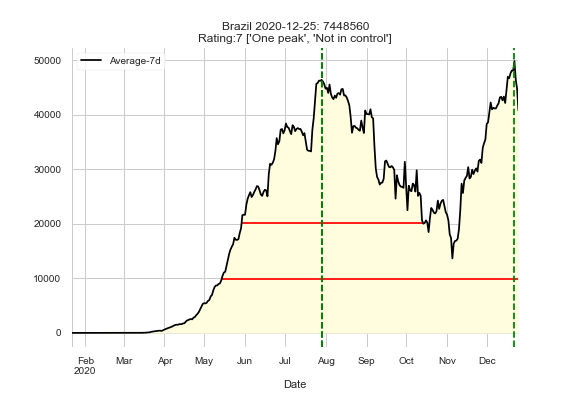 Brazil 2020-12-25: 7448560
Rating:7 ['One peak', 'Not in control']
Average-7d
50000
40000
30000
20000
10000
0
Feb Mar Apr May Jun Jul Aug Sep Oct Nov Dec
2020
Date